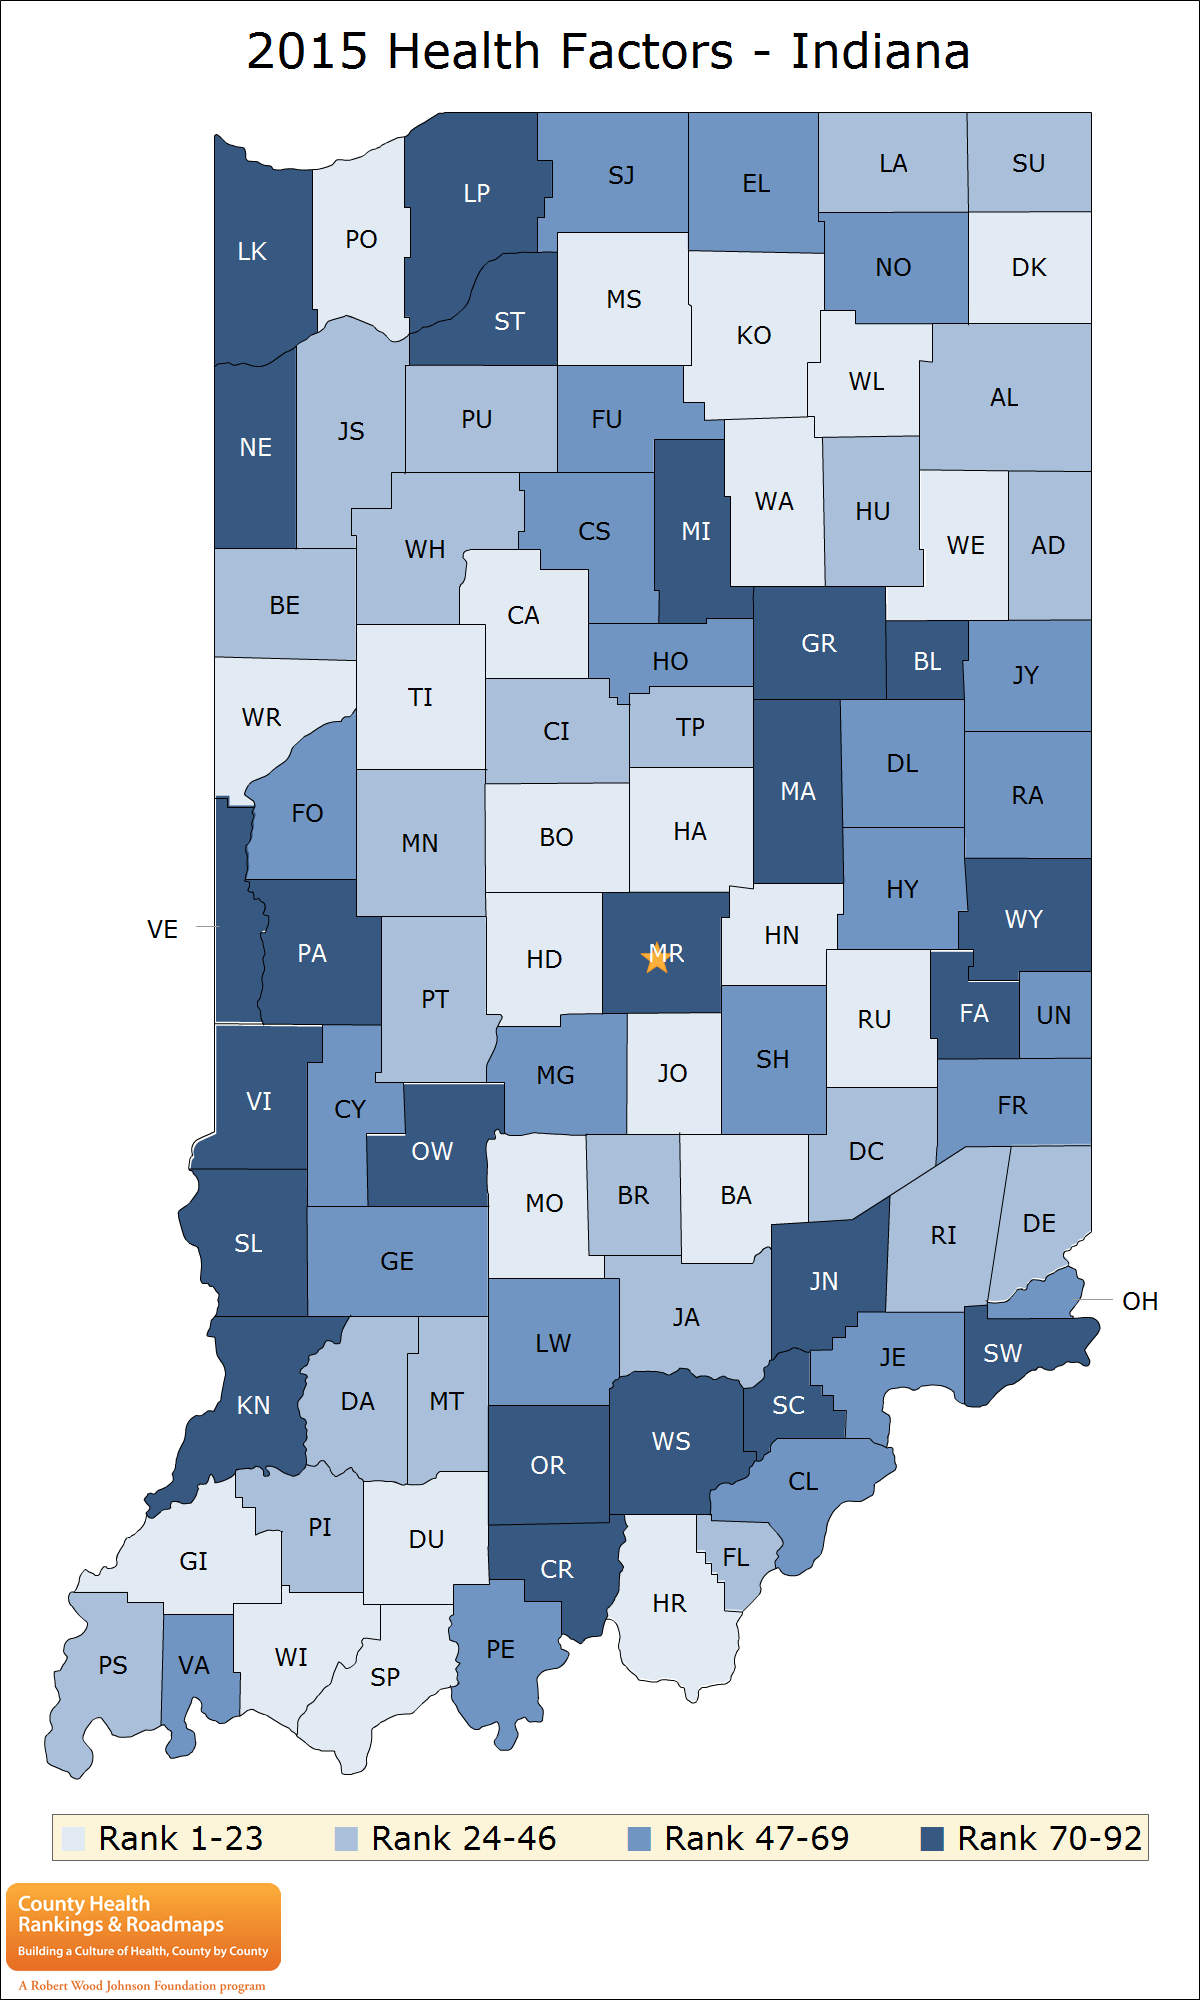 2015 Health Factors - Indiana
LP
SJ
EL
LA
SU
LK
PO
NO
DK
ST
MS
KO
WL
AL
NE
JS
PU
FU
WH
CS
MI
WA
HU
WE
AD
BE
CA
HO
GR
BL
JY
WR
TI
CI
TP
FO
MN
BO
HA
MA
DL
RA
HY
WY
VE
PA
PT
HD
MR
HN
RU
FA
UN
VI
CY
MG
JO
SH
FR
OW
DC
MO
BR
BA
SL
GE
RI
DE
JN
OH
LW
JA
JE
SW
KN
DA
MT
SC
OR
WS
CL
GI
PI
DU
CR
FL
HR
PS
VA
WI
SP
PE
Rank 1-23 Rank 24-46 Rank 47-69 Rank 70-92
County Health
Rankings & Roadmaps
Building a Culture of Health, County by County
A Robert Wood Johnson Foundation program